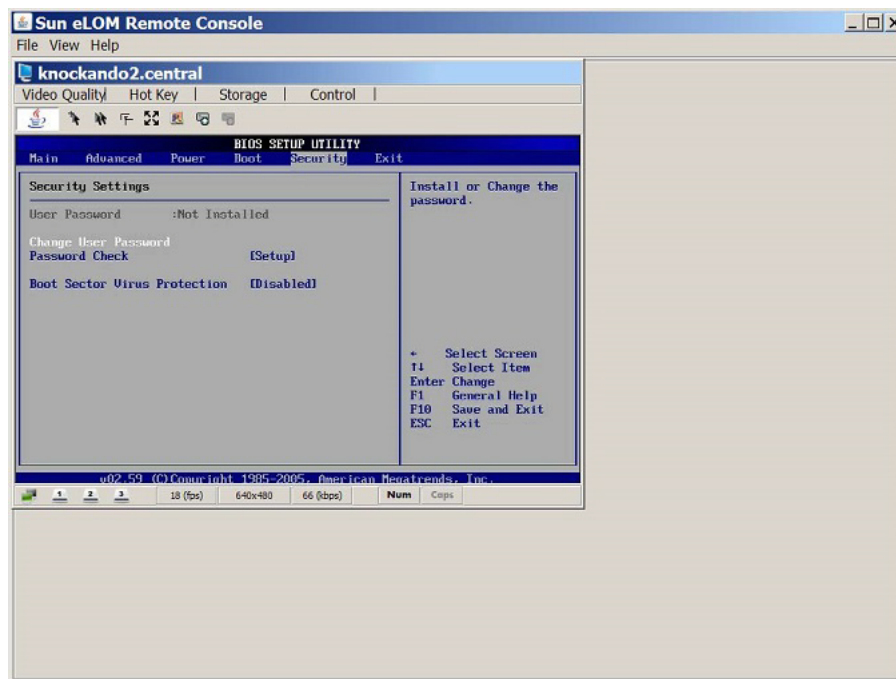 Sun eLOM Remote Console
File View Help
knockando2.central
Video Quality Hot Key | Storage | Control |
BIOS SETUP UTILITY
Main Advanced Power Boot Security Exit
Security Settings
User Password :Not Installed
Change User Password
Password Check [Setup]
Boot Sector Virus Protection [Disabled]
Install or Change the
password.
← Select Screen
↑↓ Select Item
Enter Change
F1 General Help
F10 Save and Exit
ESC Exit
v02.59 (C)Copyright 1985-2005, American Megatrends, Inc.
1 2 3 18 (fps) 640x480 66 (kbps) Num Caps